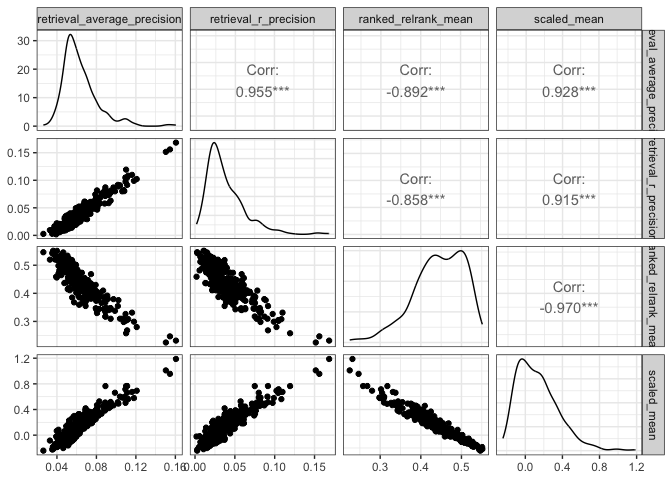 retrieval_average_precision
retrieval_r_precision
ranked_relrank_mean
scaled_mean
30
20
10
0
Corr:
0.955***
Corr:
-0.892***
Corr:
0.928***
eval_average_preci
0.15
0.10
0.05
0.00
Corr:
-0.858***
Corr:
0.915***
retrieval_r_precision
0.5
0.4
0.3
Corr:
-0.970***
anked_relrank_mea
1.2
0.8
0.4
0.0
scaled_mean
0.04
0.08
0.12
0.16
0.00
0.05
0.10
0.15
0.3
0.4
0.5
0.0
0.4
0.8
1.2